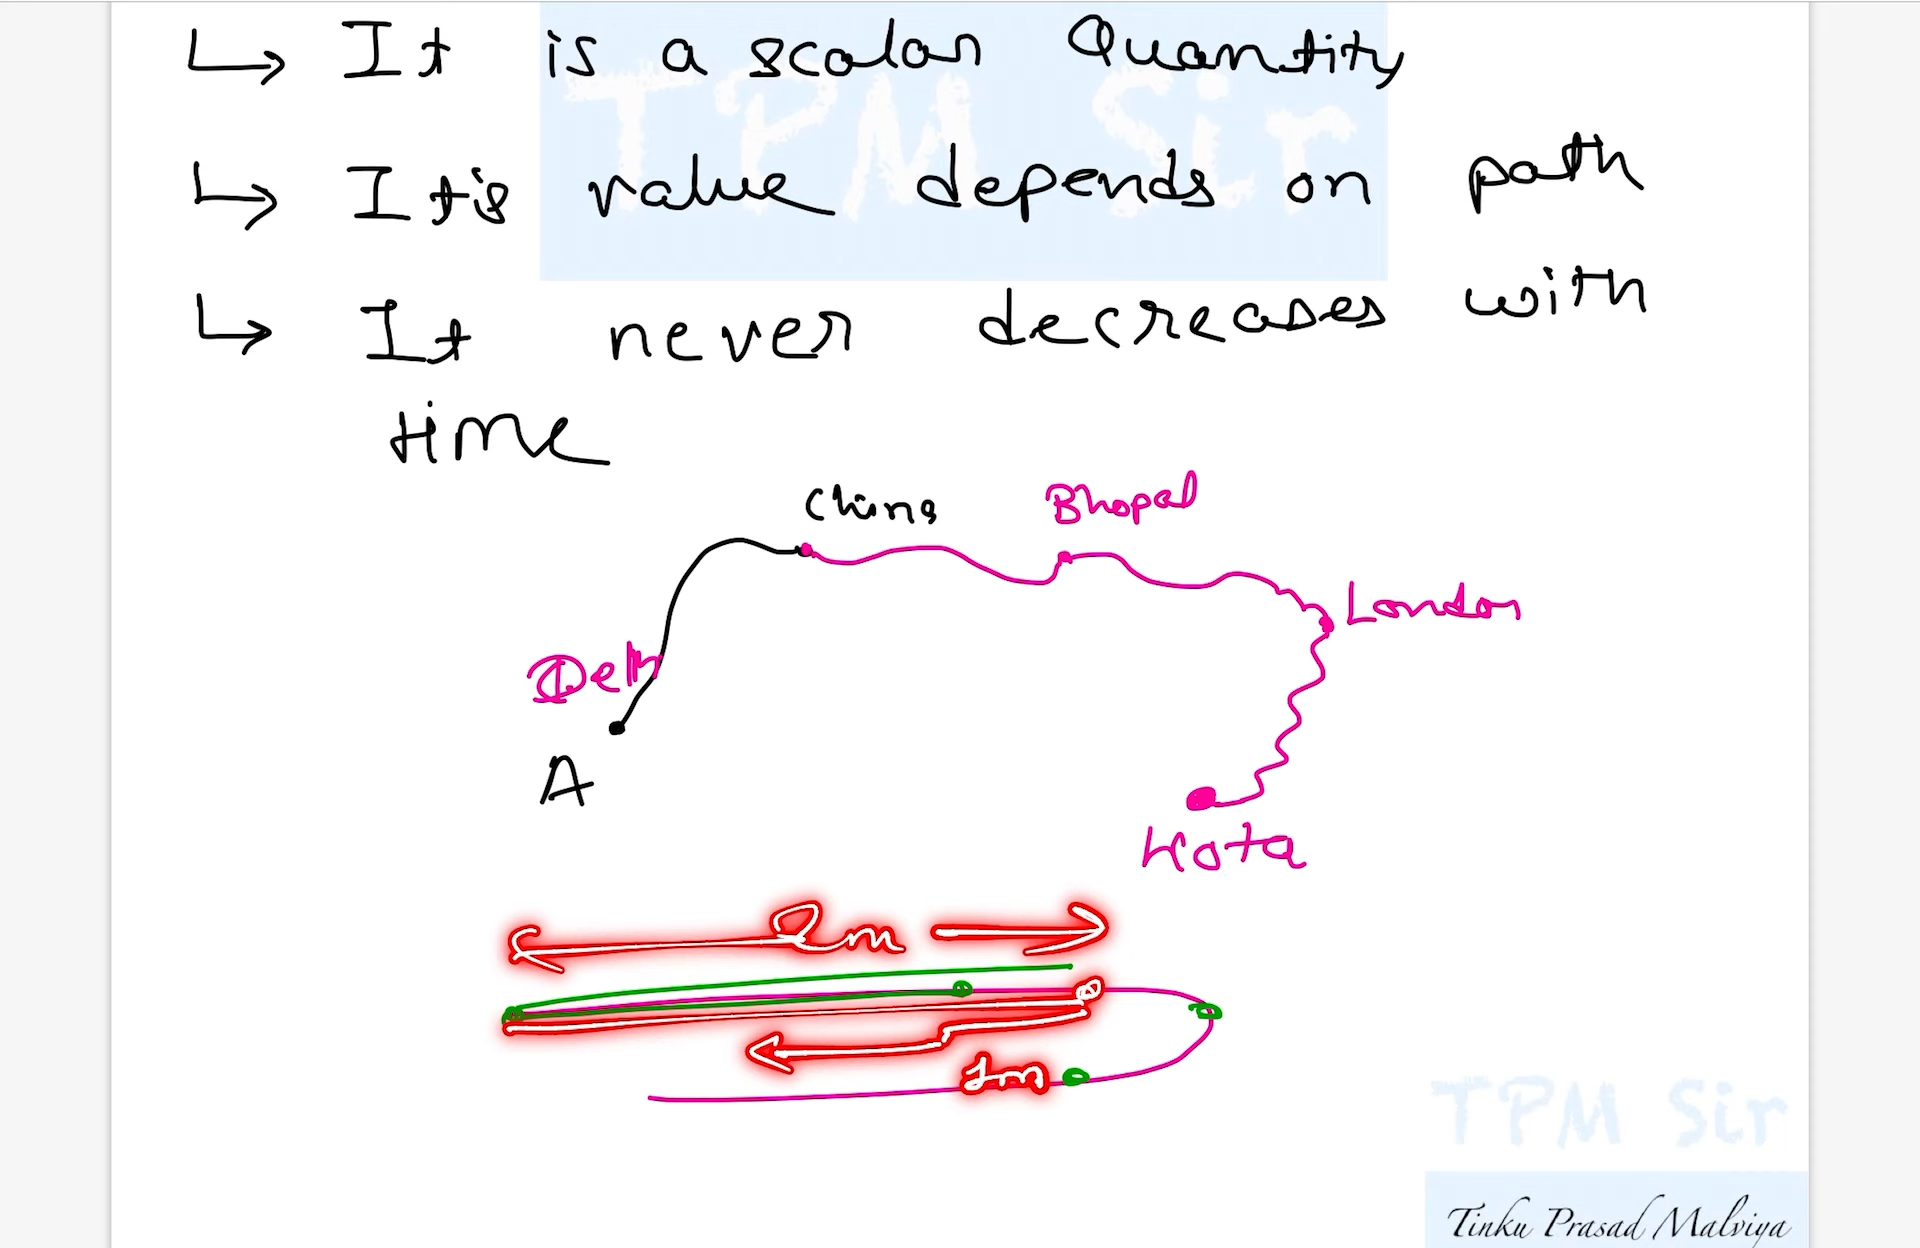 It is a scalar Quantity
It's value depends on path
It never decreases with
time
China Bhopal
London
Delhi
A
Kota
2m
1m
TPM Sir
TPM Sir
Tinku Prasad Malviya